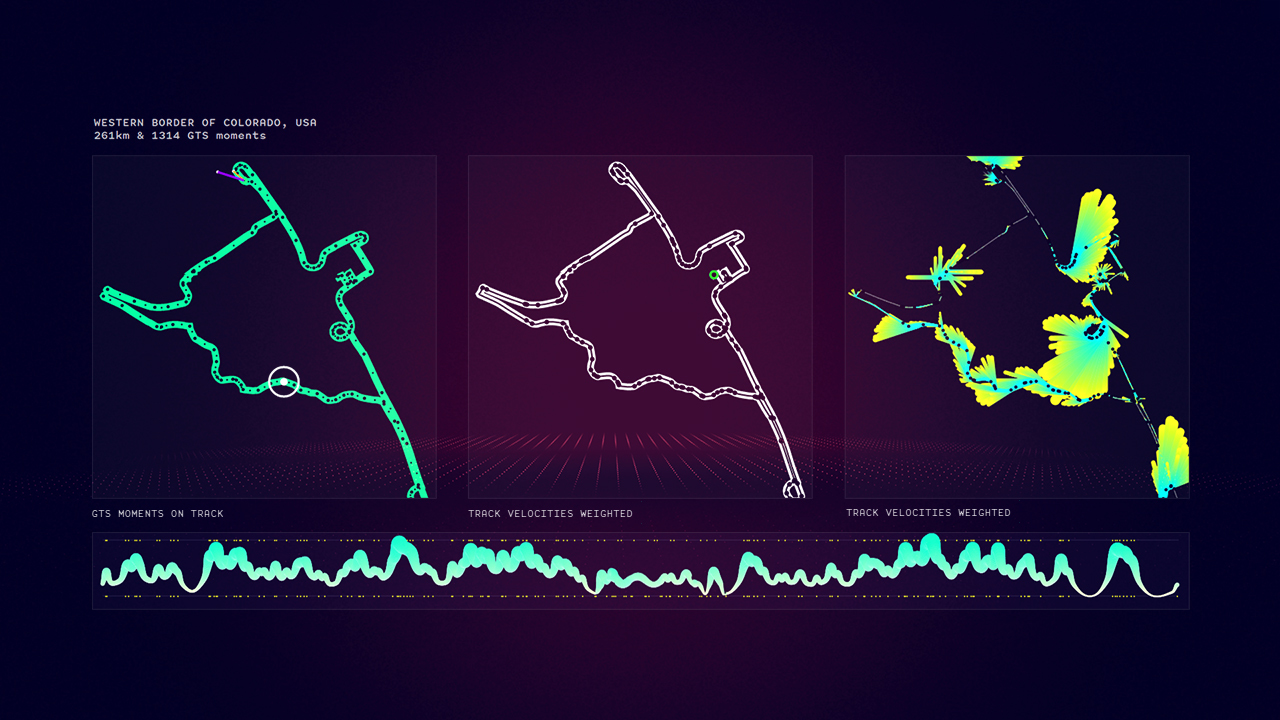 WESTERN BORDER OF COLORADO, USA
261km & 1314 GTS moments
GTS MOMENTS ON TRACK
TRACK VELOCITIES WEIGHTED
TRACK VELOCITIES WEIGHTED